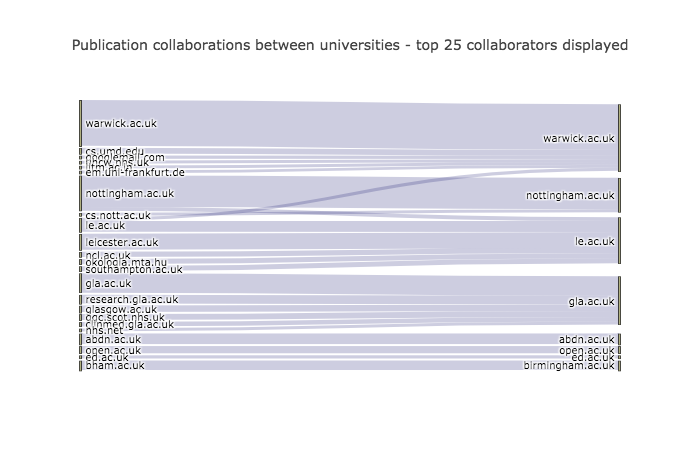 Publication collaborations between universities - top 25 collaborators displayed
warwick.ac.uk
cs.umd.edu
googlemail.com
uhcw.nhs.uk
em.uni-frankfurt.de
nottingham.ac.uk
cs.nott.ac.uk
le.ac.uk
leicester.ac.uk
ncl.ac.uk
okologia.mta.hu
southampton.ac.uk
gla.ac.uk
research.gla.ac.uk
glasgow.ac.uk
ggc.scot.nhs.uk
clinmed.gla.ac.uk
nhs.net
abdn.ac.uk
open.ac.uk
ed.ac.uk
bham.ac.uk
warwick.ac.uk
nottingham.ac.uk
le.ac.uk
gla.ac.uk
abdn.ac.uk
open.ac.uk
ed.ac.uk
birmingham.ac.uk